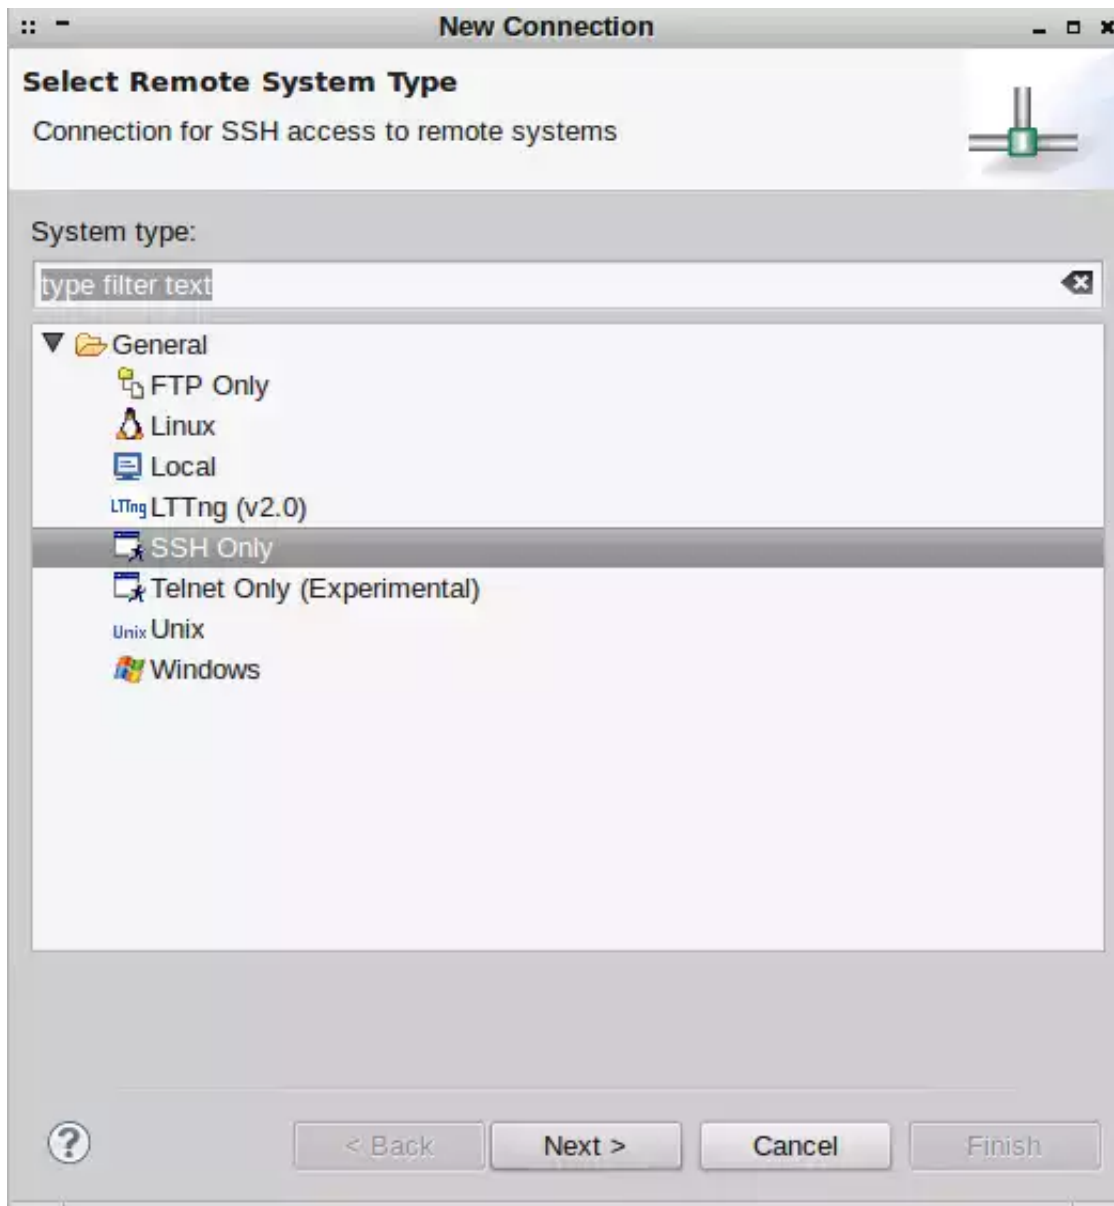 New Connection
Select Remote System Type
Connection for SSH access to remote systems
System type:
type filter text
General
FTP Only
Linux
Local
LTTng LTTng (v2.0)
SSH Only
Telnet Only (Experimental)
Unix Unix
Windows
? < Back Next > Cancel Finish